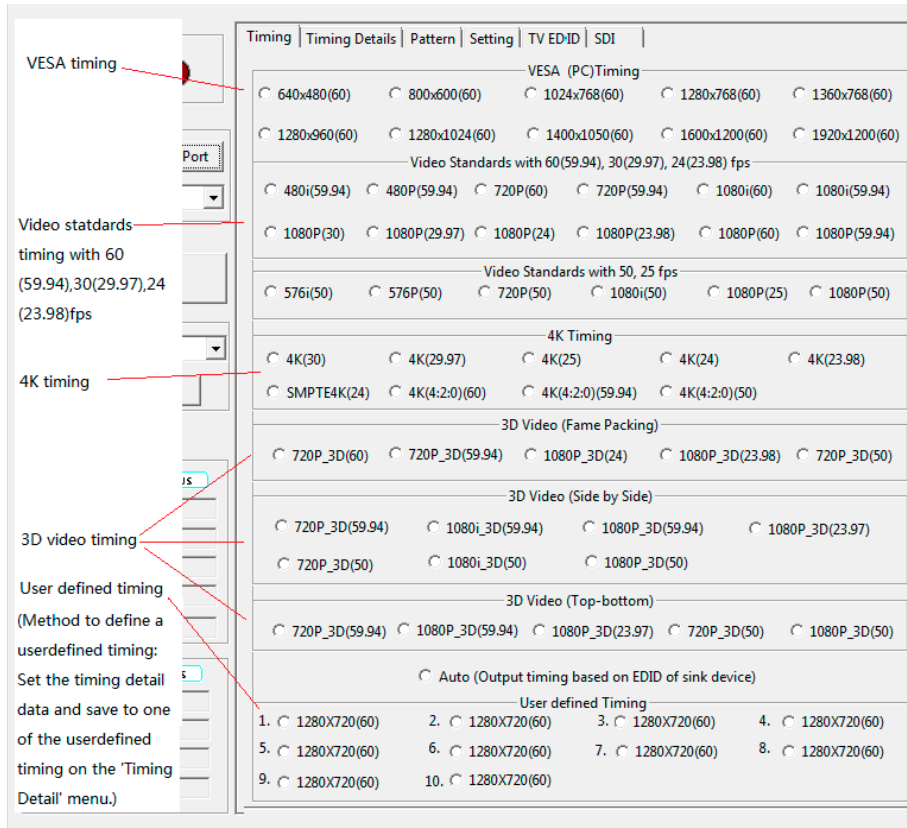 Timing Timing Details Pattern Setting TV EDID SDI
VESA timing
VESA (PC)Timing
640x480(60) 800x600(60) 1024x768(60) 1280x768(60) 1360x768(60)
1280x960(60) 1280x1024(60) 1400x1050(60) 1600x1200(60) 1920x1200(60)
Port
Video Standards with 60(59.94), 30(29.97), 24(23.98) fps
480i(59.94) 480P(59.94) 720P(60) 720P(59.94) 1080i(60) 1080i(59.94)
1080P(30) 1080P(29.97) 1080P(24) 1080P(23.98) 1080P(60) 1080P(59.94)
Video statdards
timing with 60
(59.94),30(29.97),24
(23.98)fps
Video Standards with 50, 25 fps
576i(50) 576P(50) 720P(50) 1080i(50) 1080P(25) 1080P(50)
4K Timing
4K(30) 4K(29.97) 4K(25) 4K(24) 4K(23.98)
4K timing
SMPTE4K(24) 4K(4:2:0)(60) 4K(4:2:0)(59.94) 4K(4:2:0)(50)
3D Video (Fame Packing)
720P_3D(60) 720P_3D(59.94) 1080P_3D(24) 1080P_3D(23.98) 720P_3D(50)
us
3D Video (Side by Side)
720P_3D(59.94) 1080i_3D(59.94) 1080P_3D(59.94) 1080P_3D(23.97)
3D video timing
720P_3D(50) 1080i_3D(50) 1080P_3D(50)
3D Video (Top-bottom)
720P_3D(59.94) 1080P_3D(59.94) 1080P_3D(23.97) 720P_3D(50) 1080P_3D(50)
User defined timing
(Method to define a
userdefined timing:
Set the timing detail
data and save to one
of the userdefined
timing on the 'Timing
Detail' menu.)
s
Auto (Output timing based on EDID of sink device)
User defined Timing
1. 1280X720(60) 2. 1280X720(60) 3. 1280X720(60) 4. 1280X720(60)
5. 1280X720(60) 6. 1280X720(60) 7. 1280X720(60) 8. 1280X720(60)
9. 1280X720(60) 10. 1280X720(60)